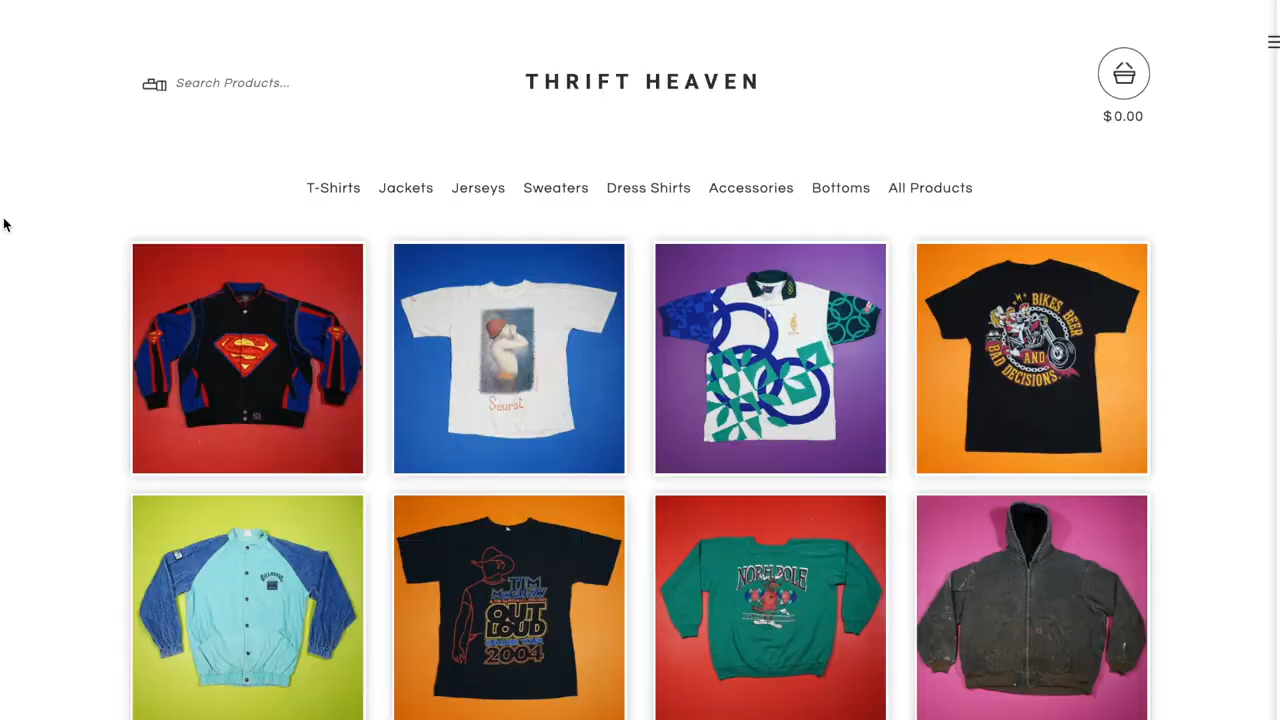 Search Products...
THRIFT HEAVEN
$0.00
T-Shirts Jackets Jerseys Sweaters Dress Shirts Accessories Bottoms All Products
Seurat
BIKES, BEER
AND
BAD DECISIONS.
TIM
McGRAW
OUT
LOUD
2004
NORTH POLE